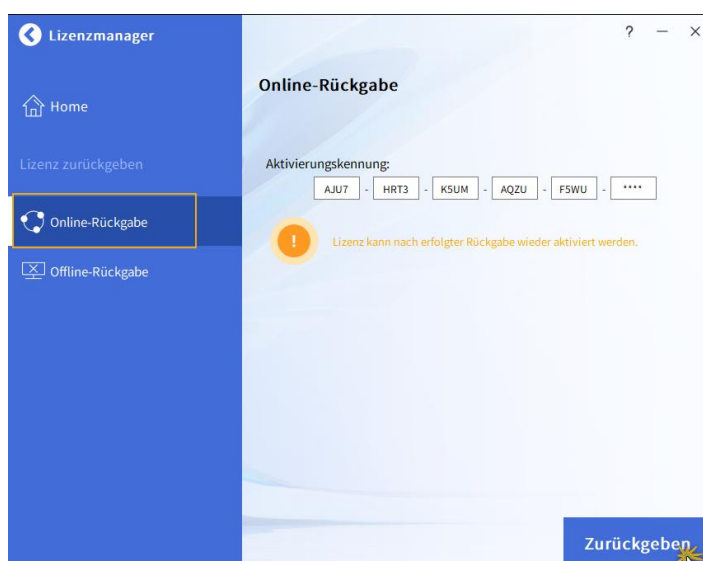 Lizenzmanager
?
Home
Lizenz zurückgeben
Online-Rückgabe
Offline-Rückgabe
Online-Rückgabe
Aktivierungskennung:
AJU7 - HRT3 - K5UM - AQZU - F5WU - ****
! Lizenz kann nach erfolgter Rückgabe wieder aktiviert werden.
Zurückgeben